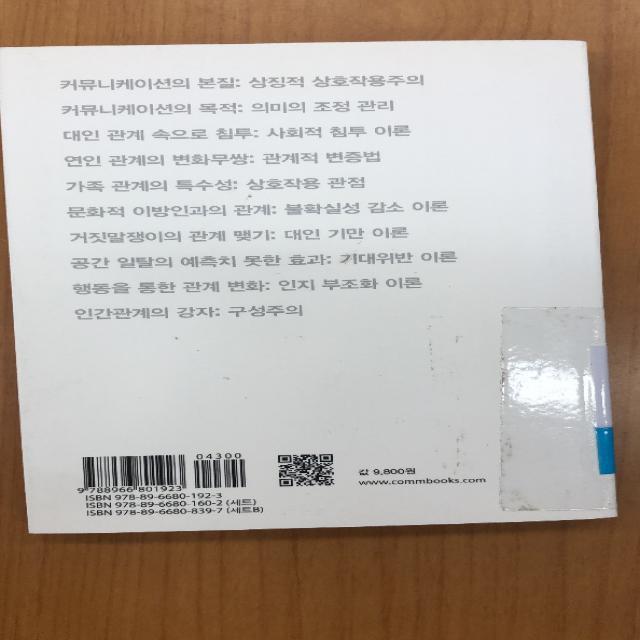 커뮤니케이션의 본질: 상징적 상호작용주의
커뮤니케이션의 목적: 의미의 조정 관리
대인 관계 속으로 침투: 사회적 침투 이론
연인 관계의 변화무쌍: 관계적 변증법
가족 관계의 특수성: 상호작용 관점
문화적 이방인과의 관계: 불확실성 감소 이론
거짓말쟁이의 관계 맺기: 대인 기만 이론
공간 일탈의 예측치 못한 효과: 기대위반 이론
행동을 통한 관계 변화: 인지 부조화 이론
인간관계의 강자: 구성주의
04300
9 788966 801923
ISBN 978-89-6680-192-3
ISBN 978-89-6680-160-2 (세트)
ISBN 978-89-6680-839-7 (세트B)
값 9,800원
www.commbooks.com